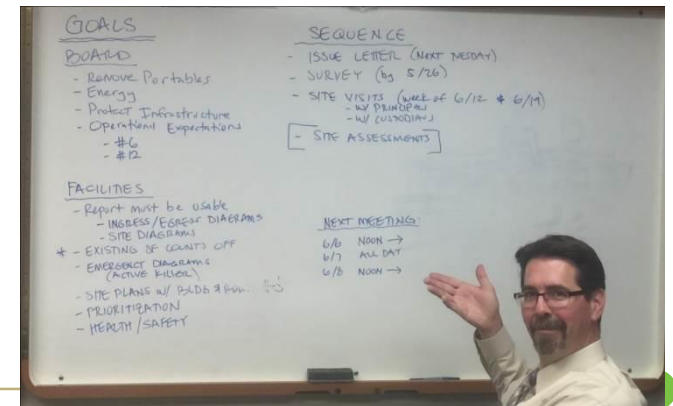 GOALS
BOARD
- Remove Portables
- Energy
- Protect Infrastructure
- Operational Expectations
- #6
- #12
FACILITIES
- Report must be usable
- INGRESS/EGRESS DIAGRAMS
- SITE DIAGRAMS
* - EXISTING SF COUNTS OFF
- EMERGENCY DIAGRAMS
(ACTIVE KILLER)
- SITE PLANS w/ BLDG #
- PRIORITIZATION
- HEALTH/SAFETY
SEQUENCE
- ISSUE LETTER (NEXT TUESDAY)
- SURVEY (by 5/26)
- SITE VISITS (week of 6/12 & 6/19)
- w/ PRINCIPAL
- w/ CUSTODIAN
- SITE ASSESSMENTS
NEXT MEETING:
6/6 NOON →
6/7 ALL DAY
6/8 NOON →